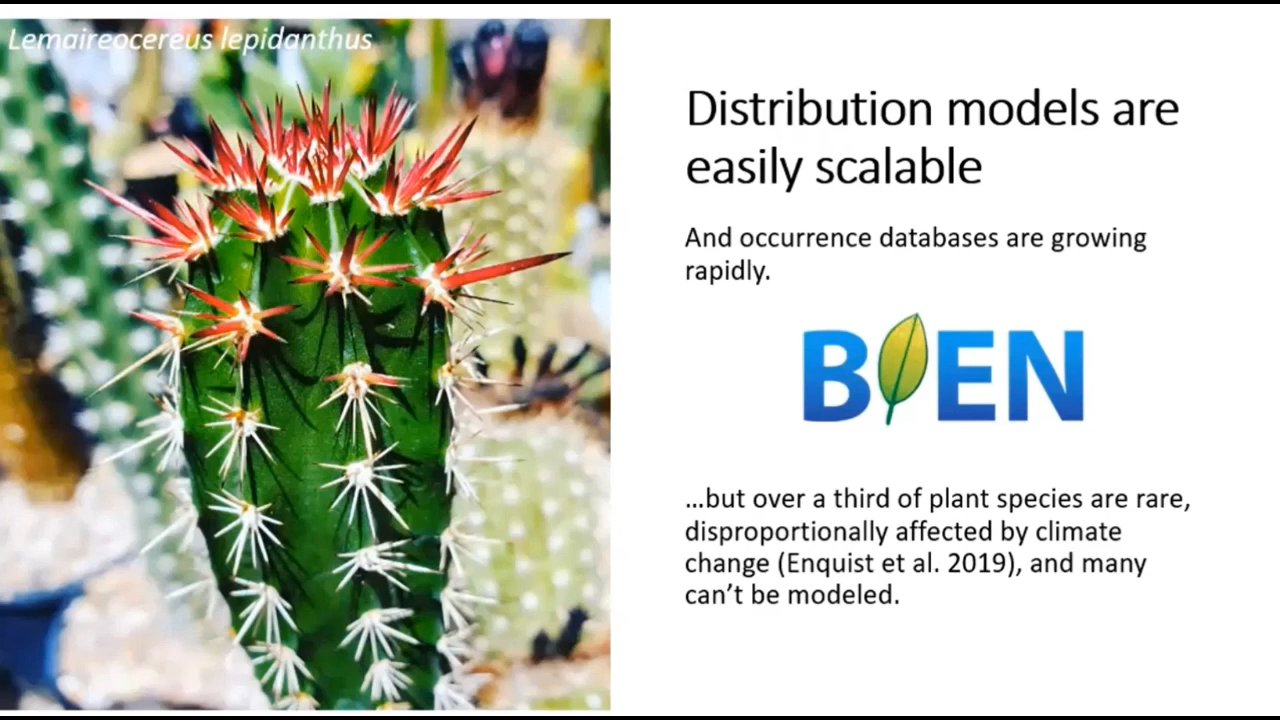 Lemaireocereus lepidanthus
Distribution models are
easily scalable
And occurrence databases are growing
rapidly.
BIEN
...but over a third of plant species are rare,
disproportionally affected by climate
change (Enquist et al. 2019), and many
can't be modeled.